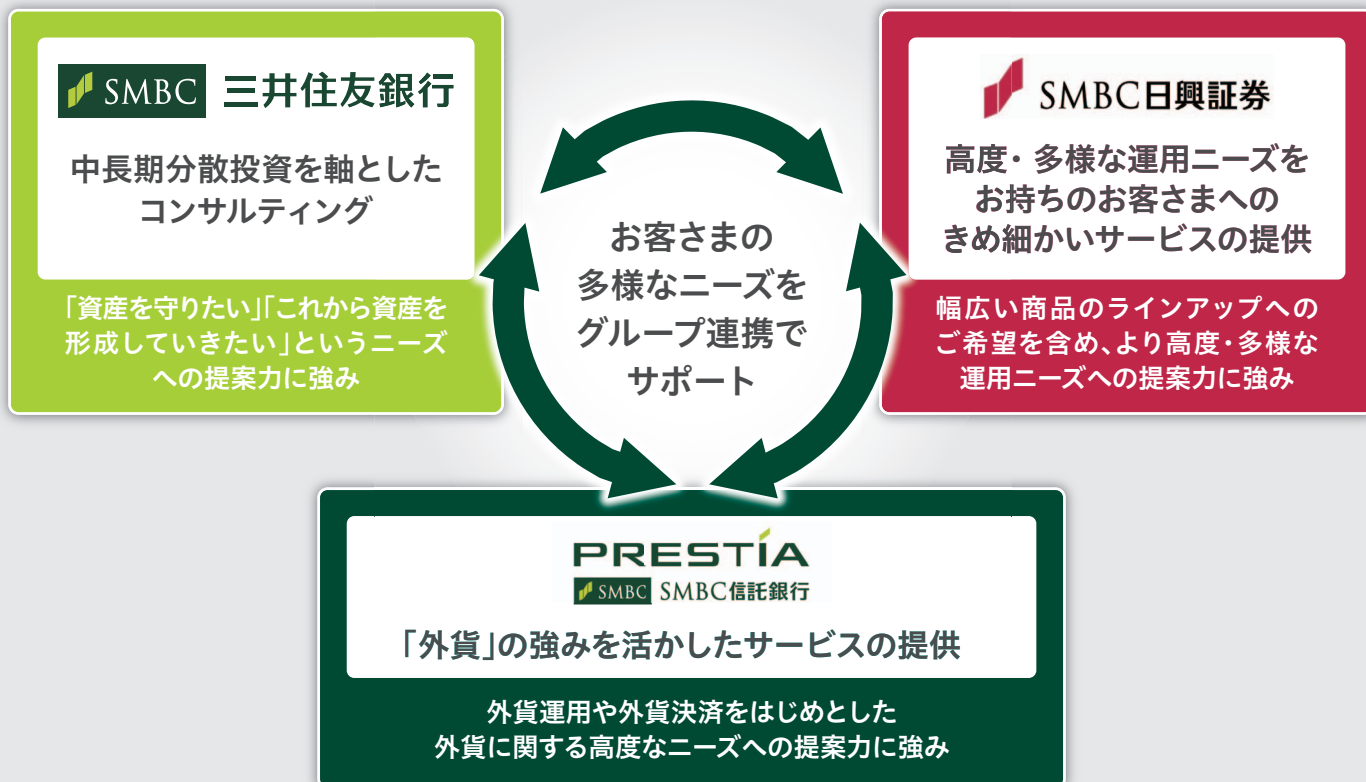 SMBC 三井住友銀行
中長期分散投資を軸とした
コンサルティング
「資産を守りたい」「これから資産を
形成していきたい」というニーズ
への提案力に強み
SMBC日興証券
高度・多様な運用ニーズを
お持ちのお客さまへの
きめ細かいサービスの提供
幅広い商品のラインアップへの
ご希望を含め、より高度・多様な
運用ニーズへの提案力に強み
お客さまの
多様なニーズを
グループ連携で
サポート
PRESTÍA
SMBC SMBC信託銀行
「外貨」の強みを活かしたサービスの提供
外貨運用や外貨決済をはじめとした
外貨に関する高度なニーズへの提案力に強み